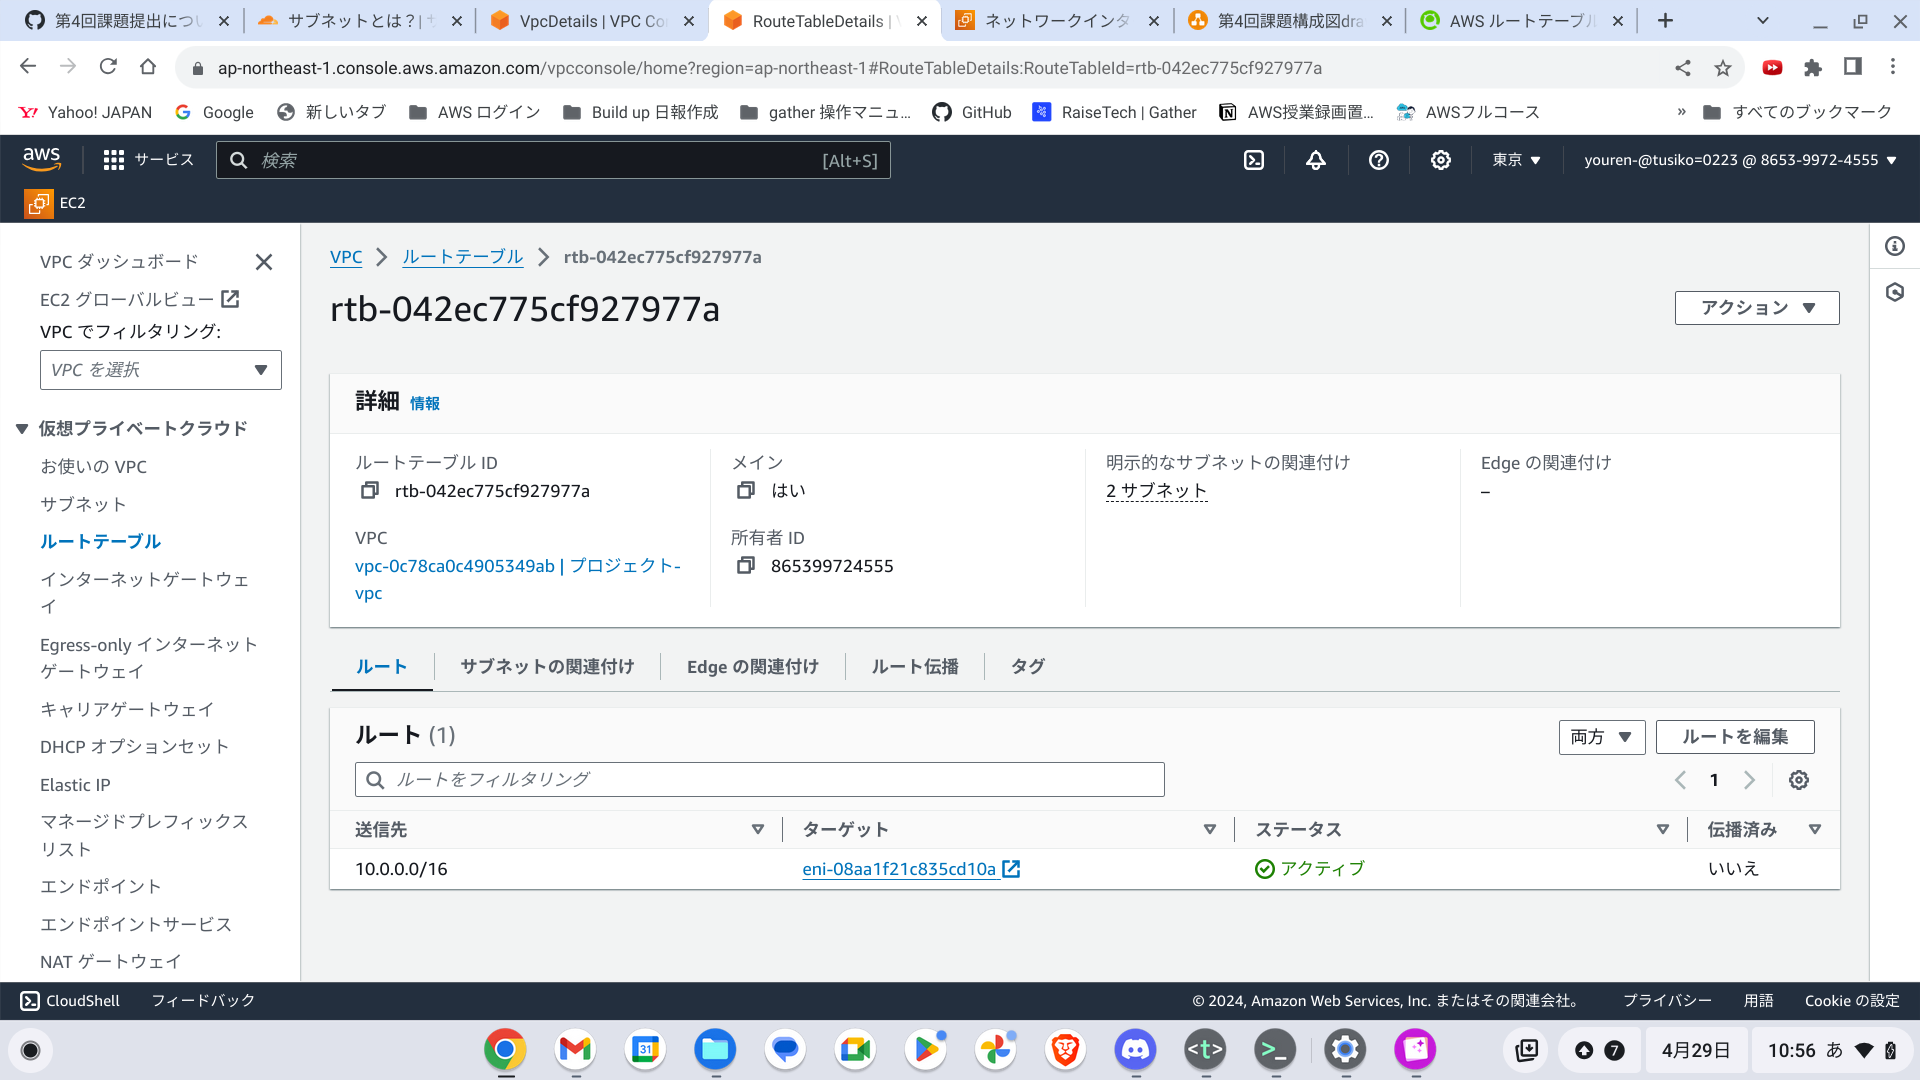 第4回課題提出につい
サブネットとは？| サ
VpcDetails | VPC Con
RouteTableDetails | V
ネットワークインタ
第4回課題構成図dra
AWS ルートテーブル
ap-northeast-1.console.aws.amazon.com/vpcconsole/home?region=ap-northeast-1#RouteTableDetails:RouteTableId=rtb-042ec775cf927977a
Yahoo! JAPAN
Google
新しいタブ
AWS ログイン
Build up 日報作成
gather 操作マニュ...
GitHub
RaiseTech | Gather
AWS授業録画置...
AWSフルコース
»
すべてのブックマーク
aws
サービス
検索
[Alt+S]
東京
youren-@tusiko=0223 @ 8653-9972-4555
EC2
VPC ダッシュボード
EC2 グローバルビュー
VPC でフィルタリング:
VPC を選択
仮想プライベートクラウド
お使いの VPC
サブネット
ルートテーブル
インターネットゲートウェ
イ
Egress-only インターネット
ゲートウェイ
キャリアゲートウェイ
DHCP オプションセット
Elastic IP
マネージドプレフィックス
リスト
エンドポイント
エンドポイントサービス
NAT ゲートウェイ
VPC
ルートテーブル
rtb-042ec775cf927977a
rtb-042ec775cf927977a
アクション
詳細 情報
ルートテーブル ID
rtb-042ec775cf927977a
メイン
はい
明示的なサブネットの関連付け
2 サブネット
Edge の関連付け
–
VPC
vpc-0c78ca0c4905349ab | プロジェクト-
vpc
所有者 ID
865399724555
ルート
サブネットの関連付け
Edge の関連付け
ルート伝播
タグ
ルート (1)
両方
ルートを編集
ルートをフィルタリング
1
送信先
ターゲット
ステータス
伝播済み
10.0.0.0/16
eni-08aa1f21c835cd10a
アクティブ
いいえ
CloudShell
フィードバック
© 2024, Amazon Web Services, Inc. またはその関連会社。
プライバシー
用語
Cookie の設定
31
<t>
>_
7
4月29日
10:56
あ